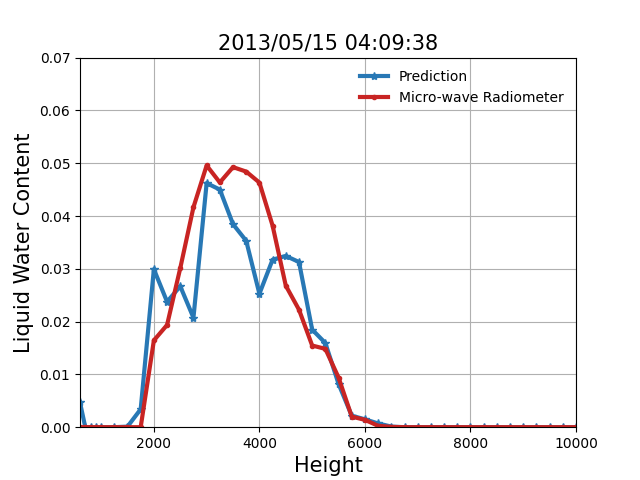 2013/05/15 04:09:38
0.07
0.06
0.05
0.04
0.03
0.02
0.01
0.00
Liquid Water Content
Prediction
Micro-wave Radiometer
2000 4000 6000 8000 10000
Height